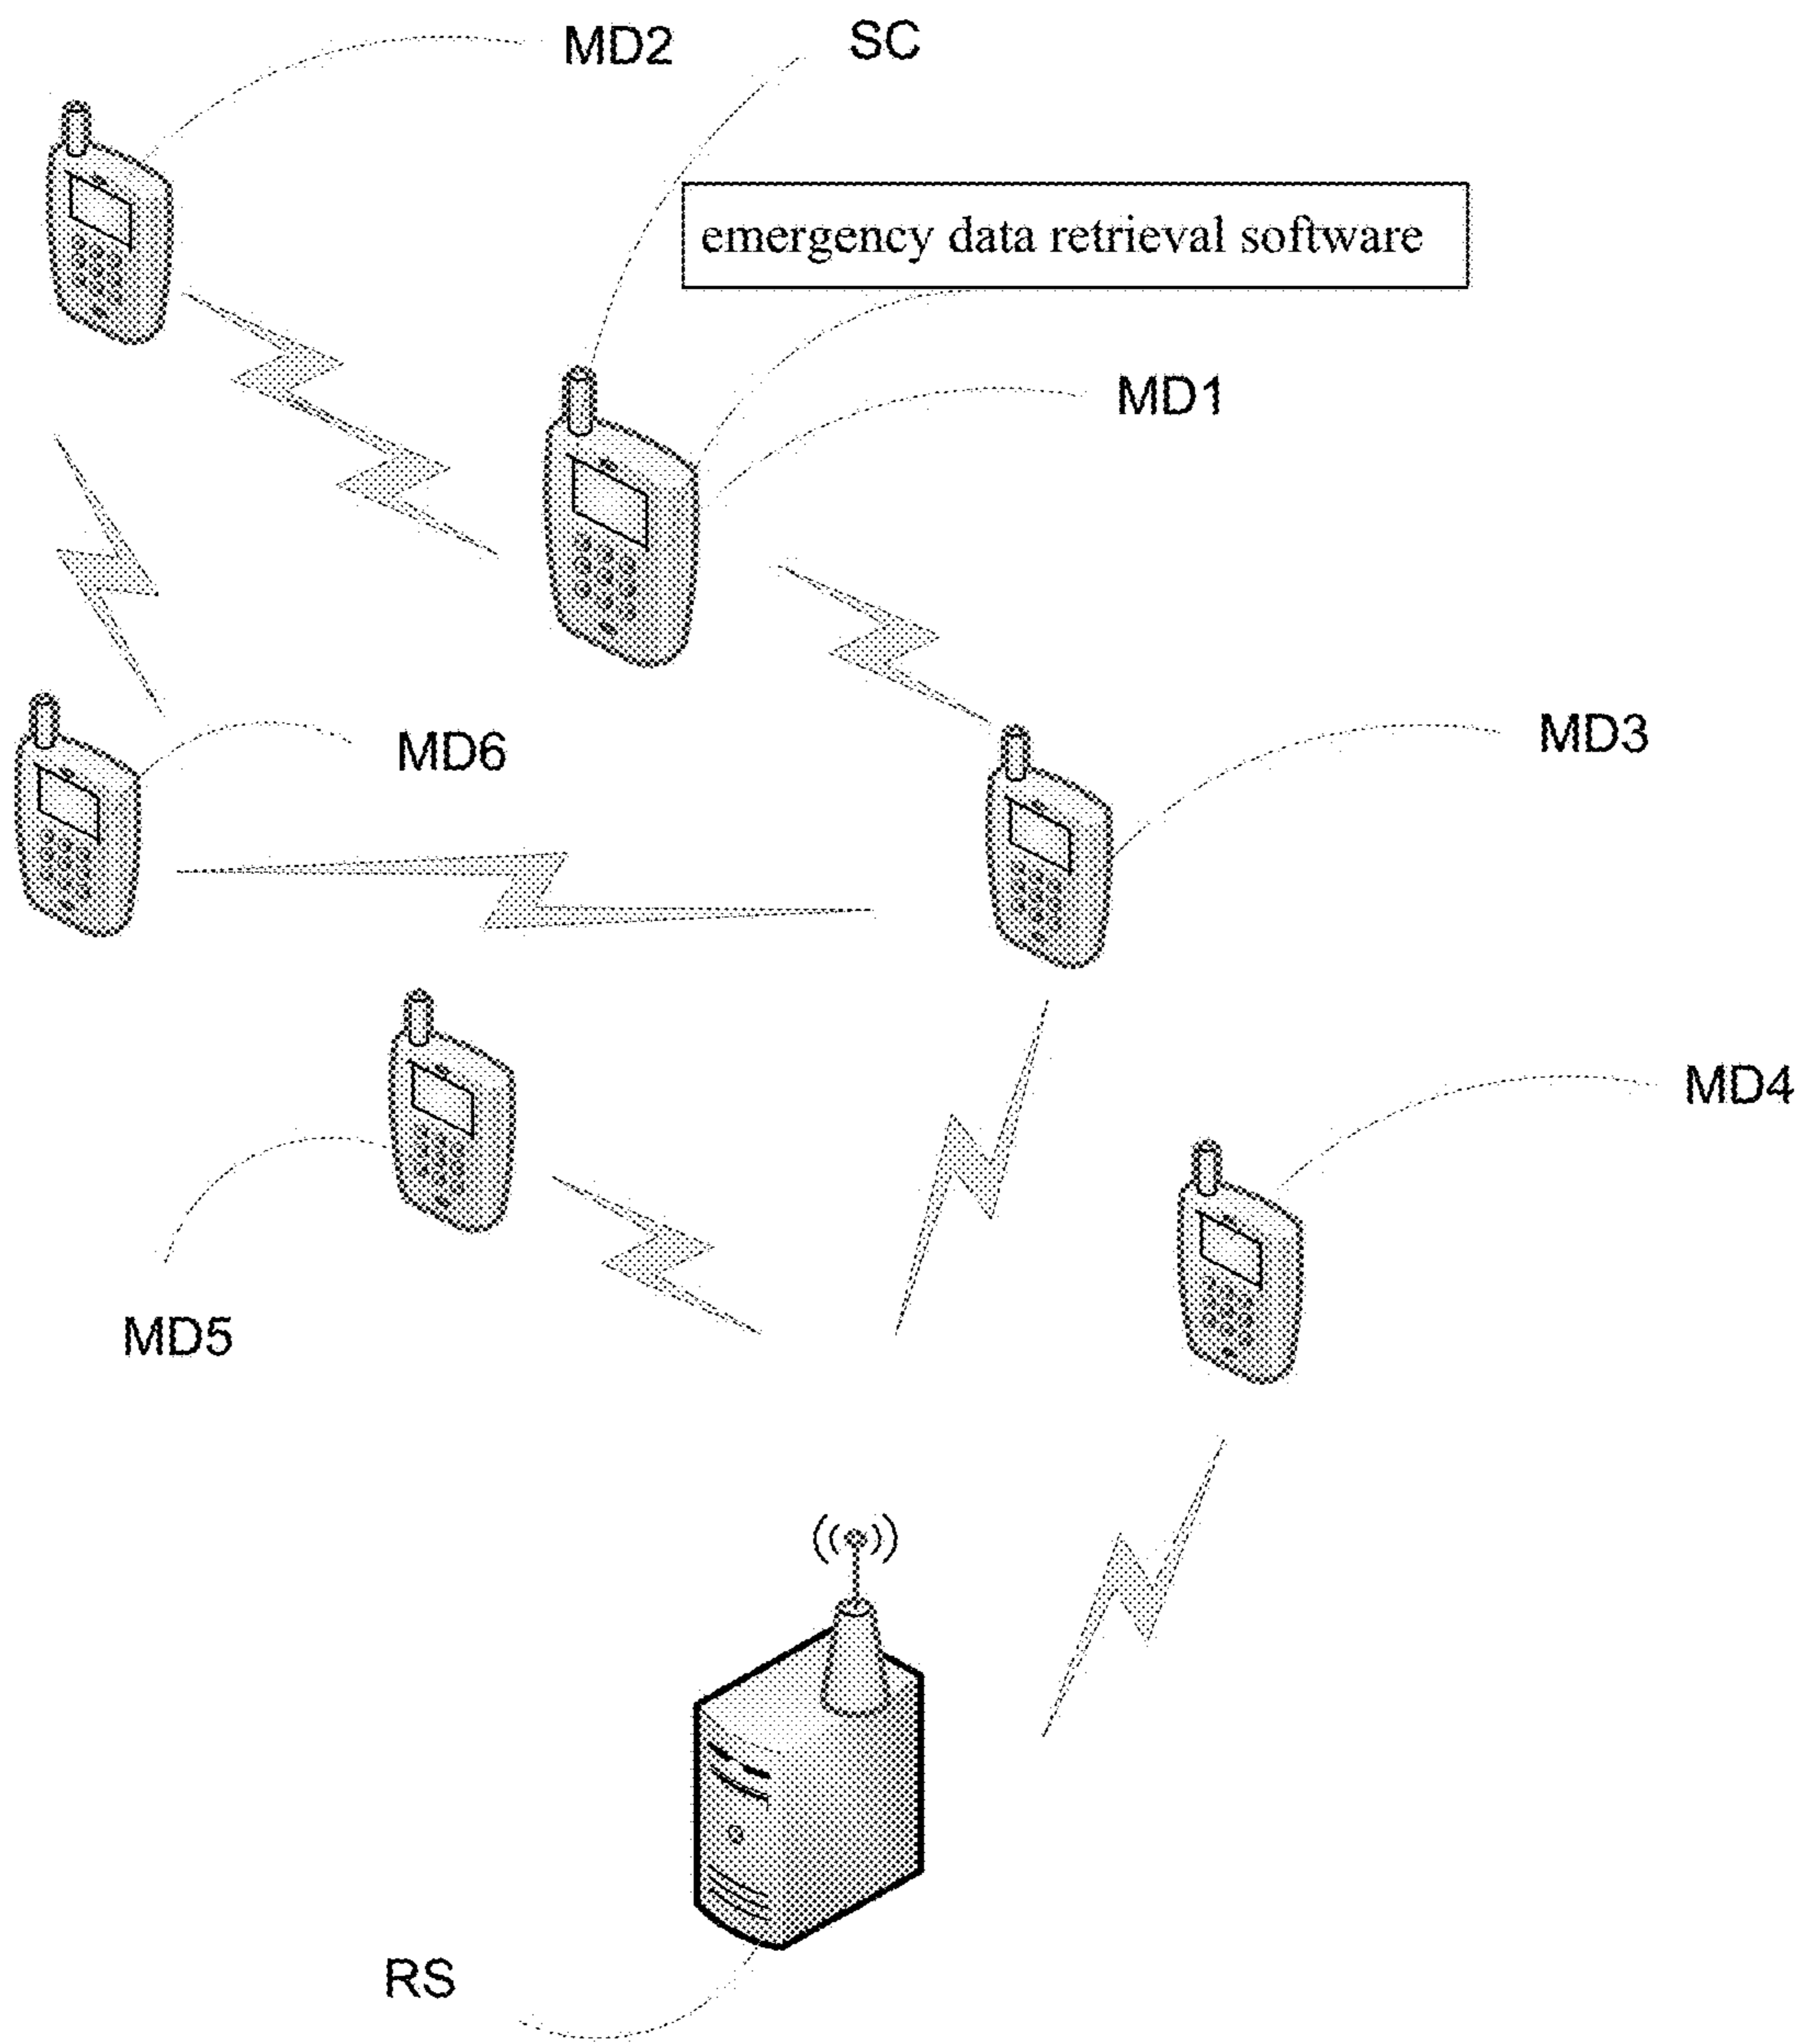 MD2
SC
emergency data retrieval software
MD1
MD3
MD6
MD4
MD5
RS